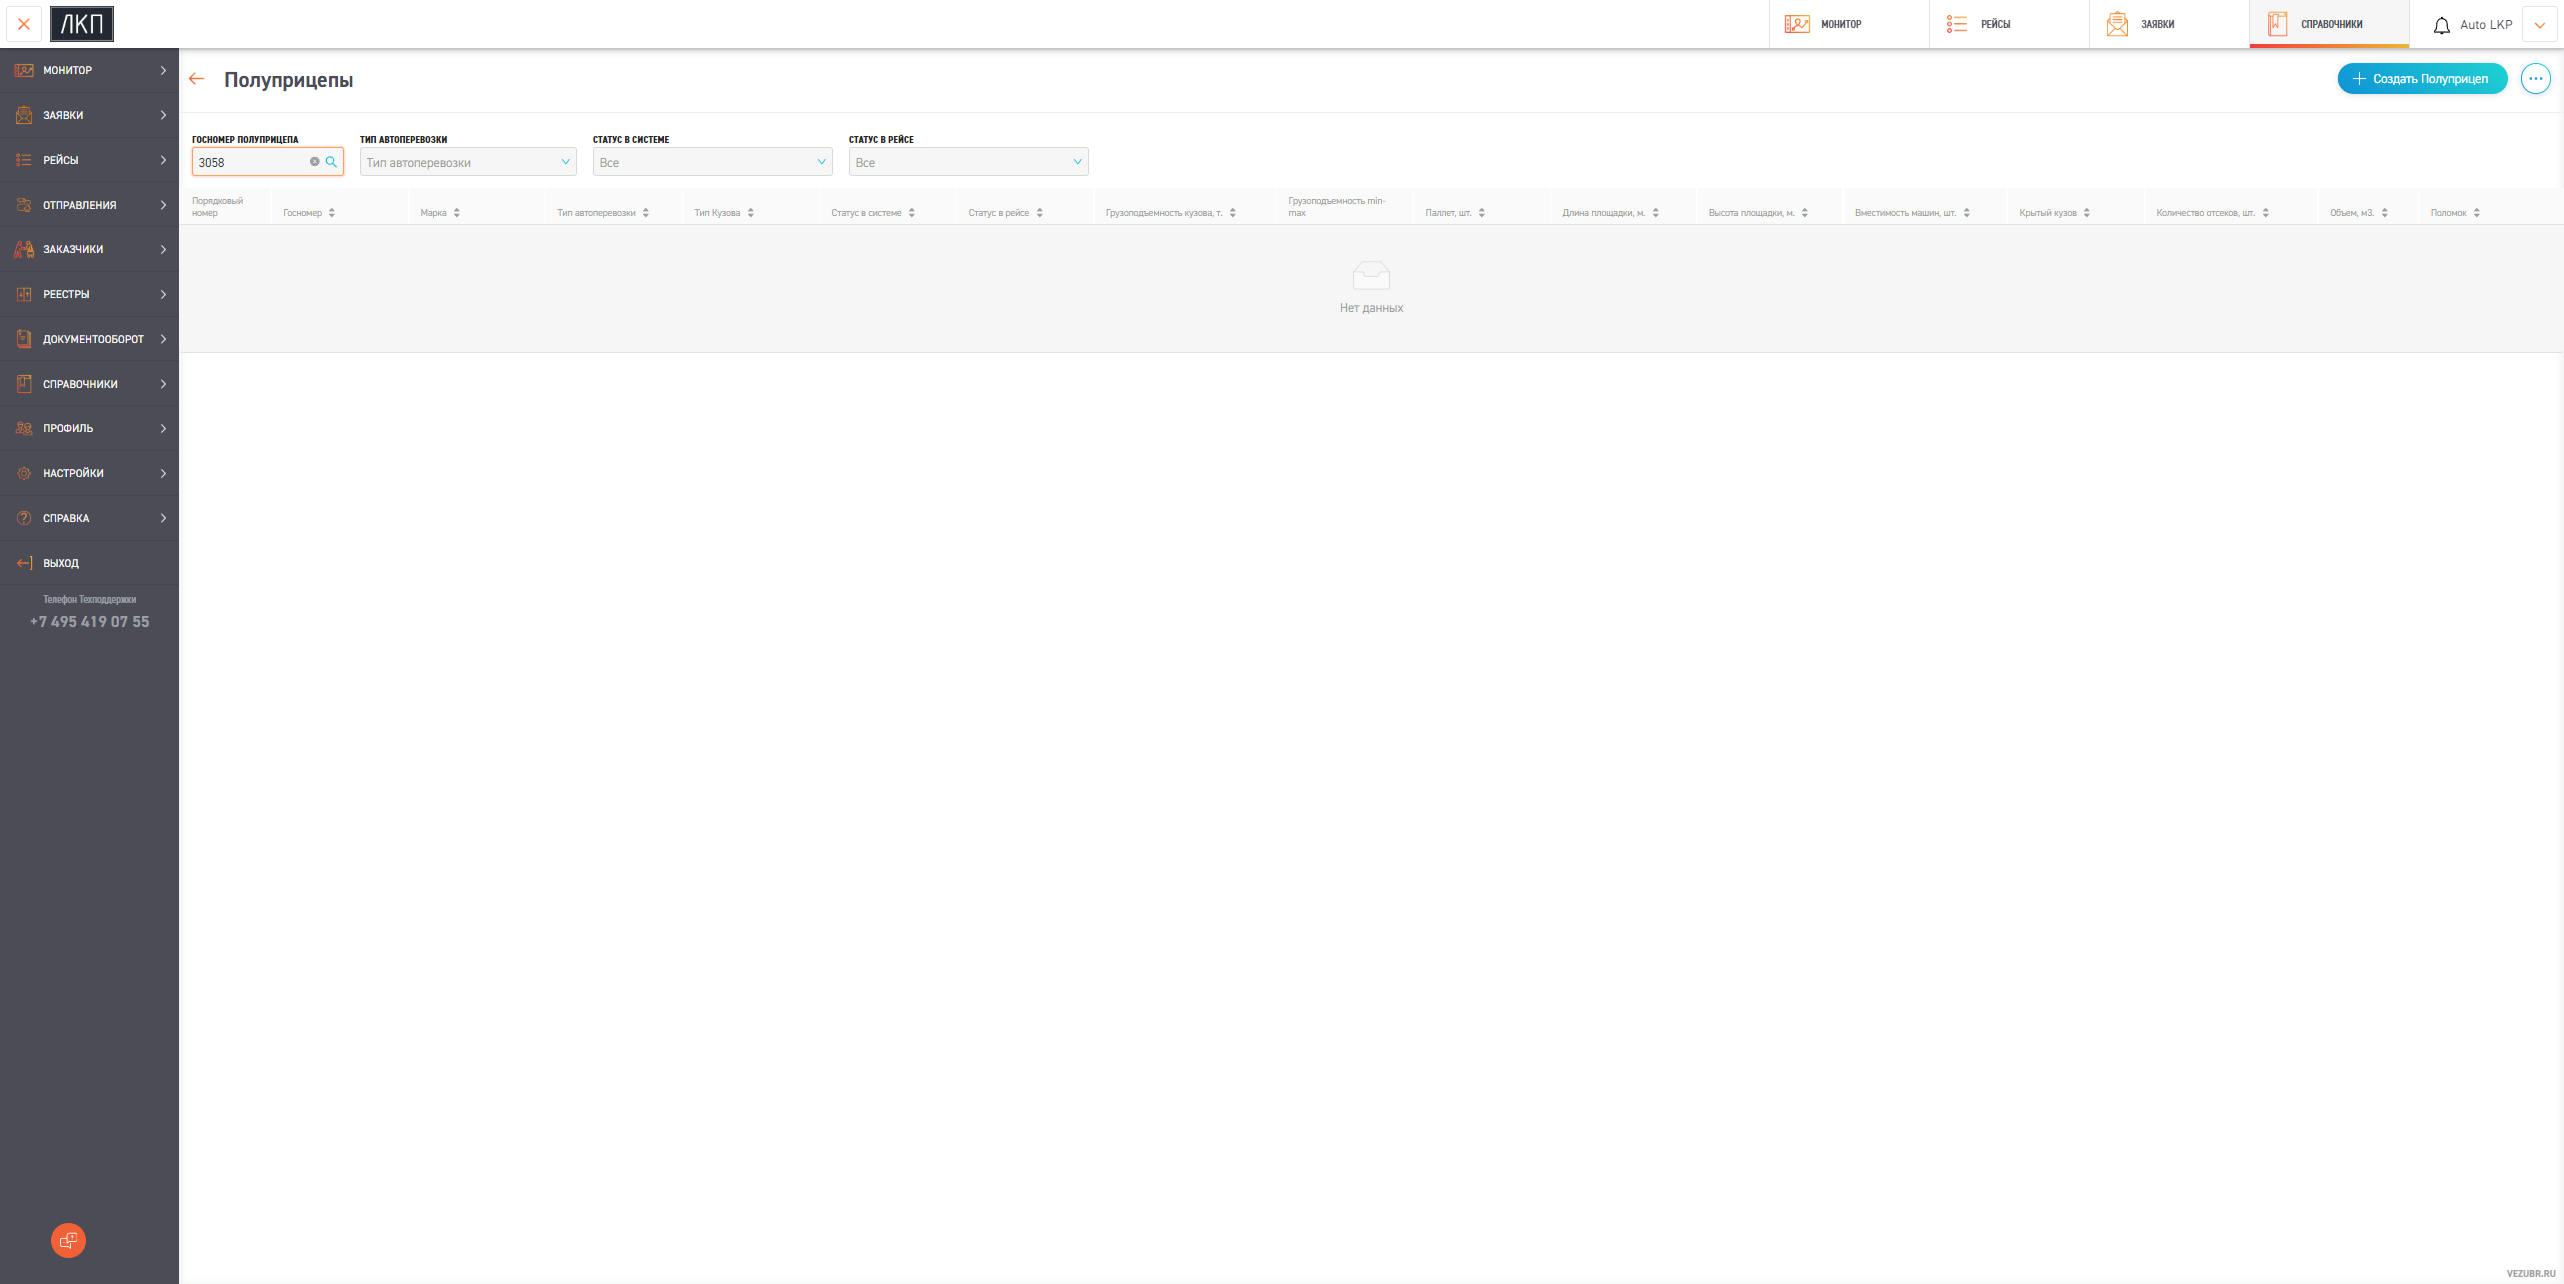 ЛКП
МОНИТОР
РЕЙСЫ
ЗАЯВКИ
СПРАВОЧНИКИ
Auto LKP
МОНИТОР
ЗАЯВКИ
РЕЙСЫ
ОТПРАВЛЕНИЯ
ЗАКАЗЧИКИ
РЕЕСТРЫ
ДОКУМЕНТООБОРОТ
СПРАВОЧНИКИ
ПРОФИЛЬ
НАСТРОЙКИ
СПРАВКА
ВЫХОД
Телефон Техподдержки
+7 495 419 07 55
Полуприцепы
Создать Полуприцеп
ГОСНОМЕР ПОЛУПРИЦЕПА
3058
ТИП АВТОПЕРЕВОЗКИ
Тип автоперевозки
СТАТУС В СИСТЕМЕ
Все
СТАТУС В РЕЙСЕ
Все
Порядковый
номер
Госномер
Марка
Тип автоперевозки
Тип Кузова
Статус в системе
Статус в рейсе
Грузоподъемность кузова, т.
Грузоподъемность min-
max
Паллет, шт.
Длина площадки, м.
Высота площадки, м.
Вместимость машин, шт.
Крытый кузов
Количество отсеков, шт.
Объем, м3.
Поломок
Нет данных
VEZUBR.RU